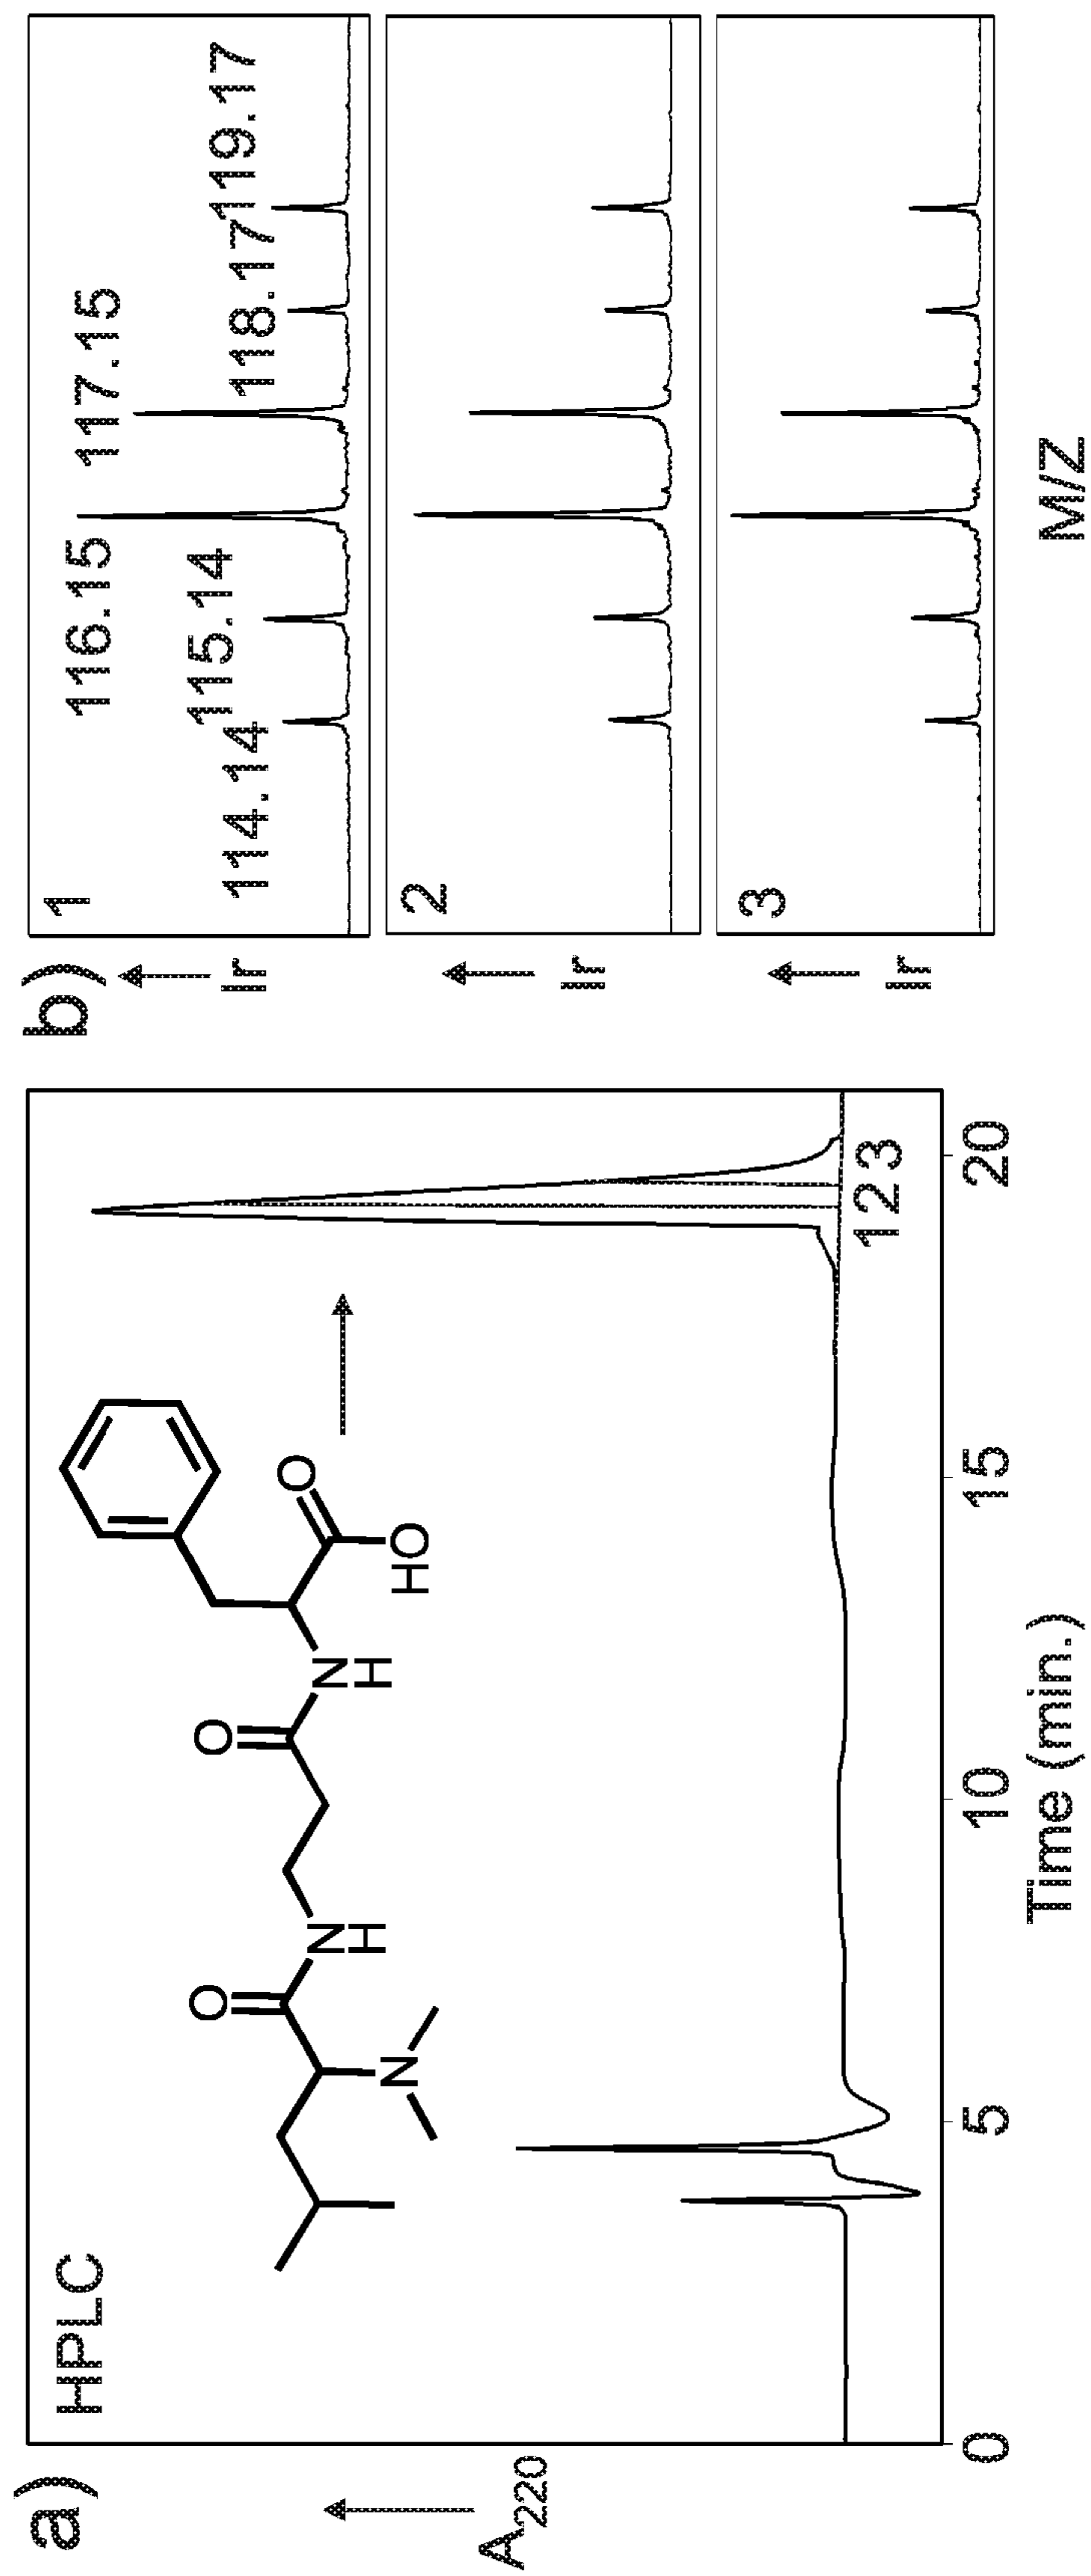 a)
HPLC
A220
O
N
N
H
O
N
H
O
HO
1 2 3
0 5 10 15 20
Time (min.)
b)
1
114.14
115.14
116.15
117.15
118.17
119.17
Ir
2
Ir
3
Ir
M/Z